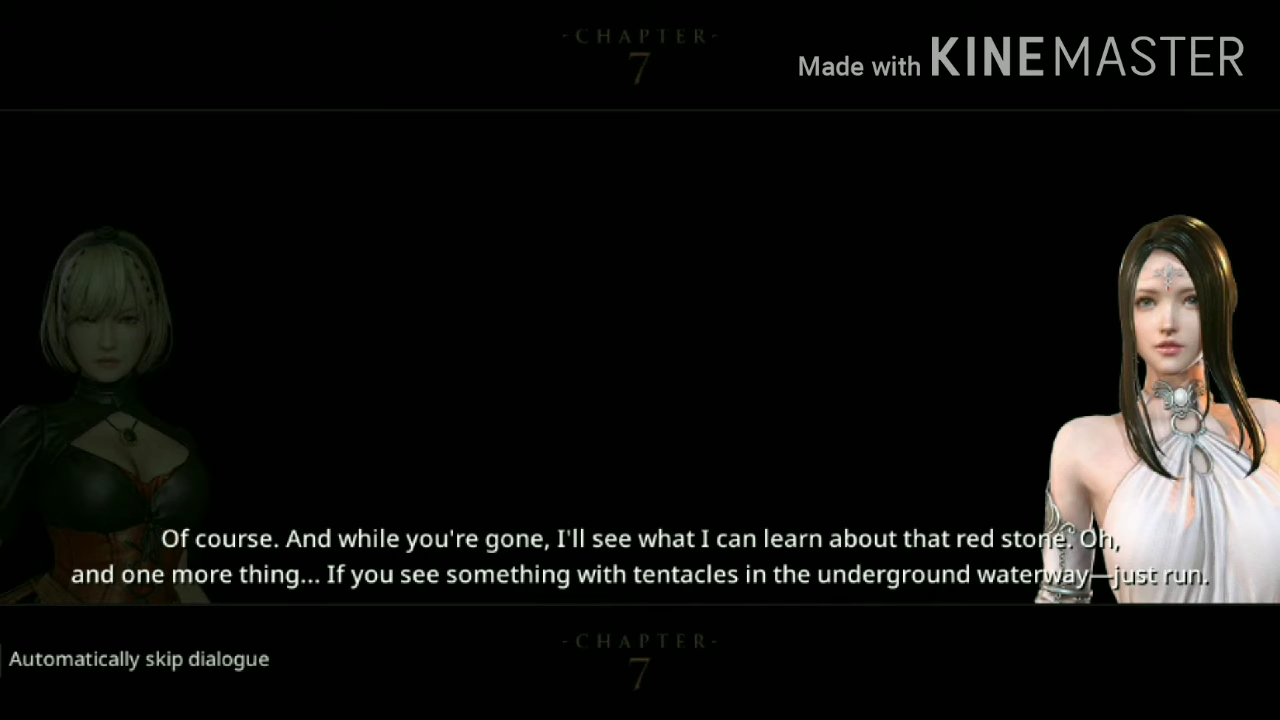 -CHAPTER-
7
Made with KINEMASTER
Of course. And while you're gone, I'll see what I can learn about that red stone. Oh,
and one more thing... If you see something with tentacles in the underground waterway—just run.
-CHAPTER-
7
Automatically skip dialogue